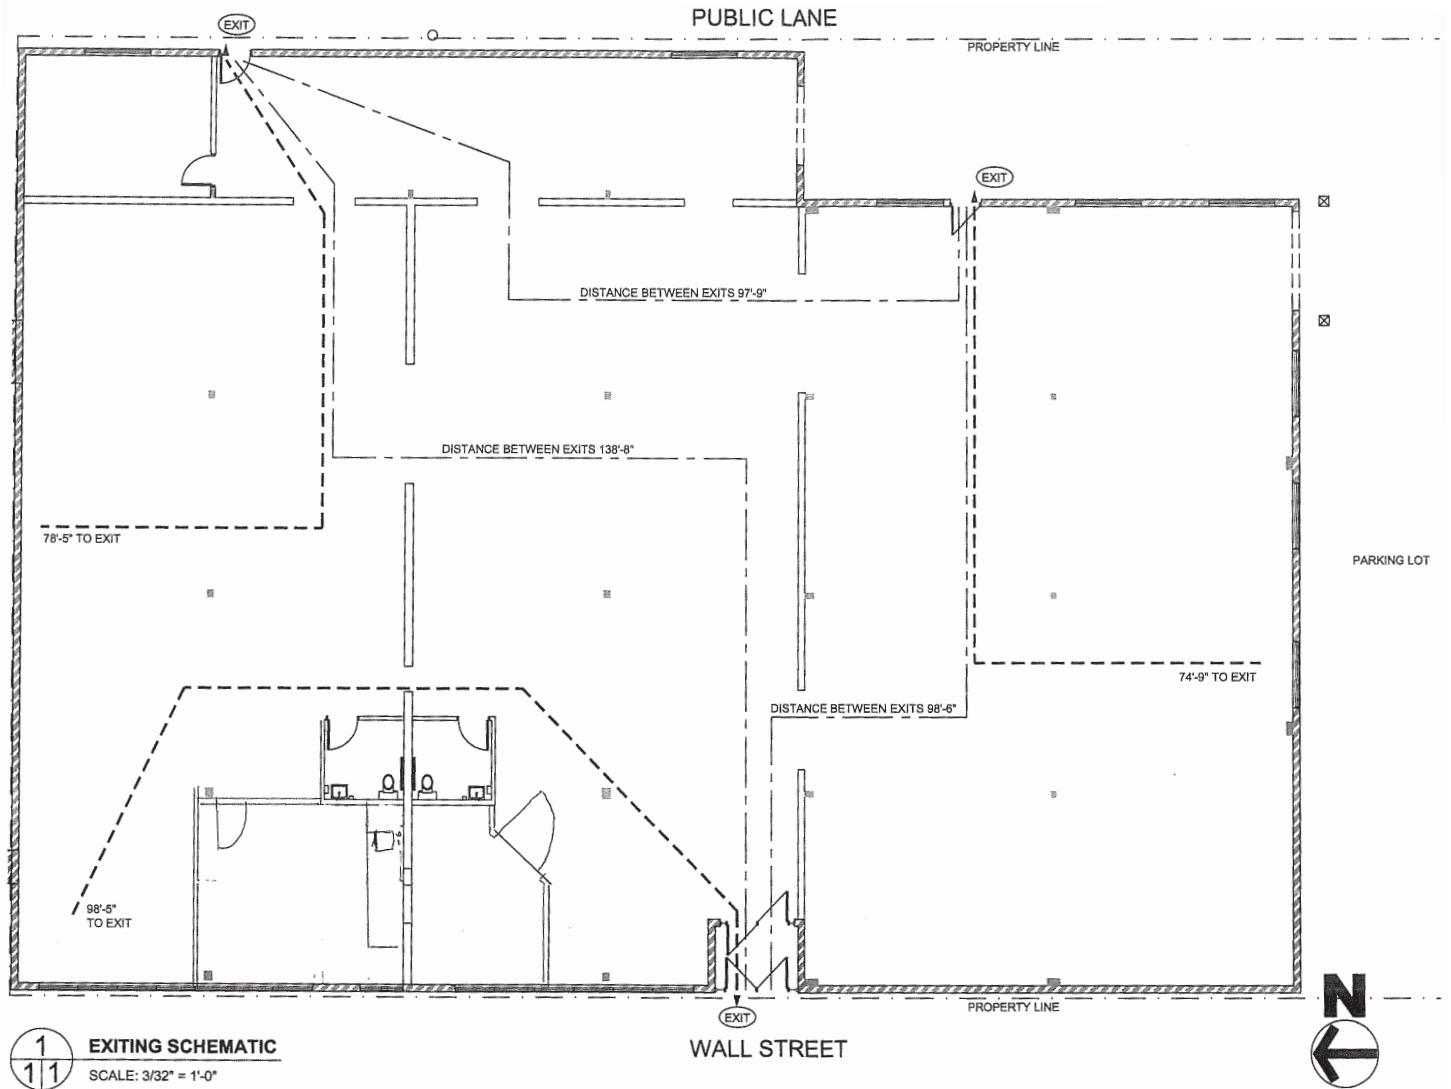 PUBLIC LANE
EXIT
PROPERTY LINE
EXIT
DISTANCE BETWEEN EXITS 97'-9"
DISTANCE BETWEEN EXITS 138'-8"
78'-5" TO EXIT
PARKING LOT
74'-9" TO EXIT
DISTANCE BETWEEN EXITS 98'-6"
98'-5"
TO EXIT
EXIT
PROPERTY LINE
WALL STREET
N
1
11
EXITING SCHEMATIC
SCALE: 3/32" = 1'-0"